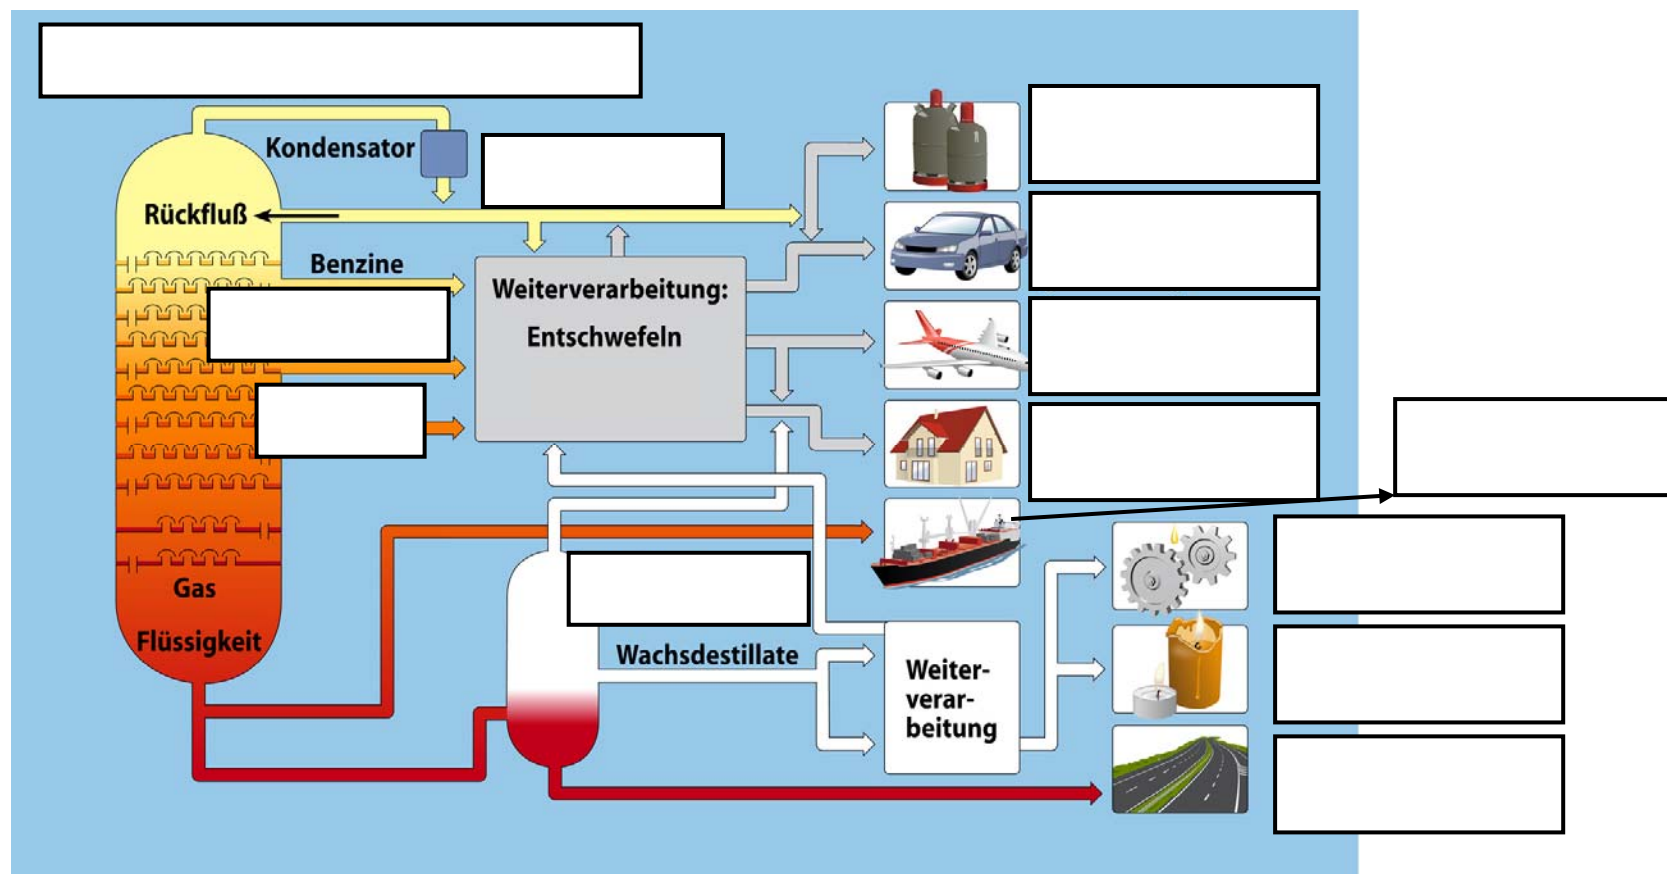 Kondensator
Rückfluß
Benzine
Weiterverarbeitung:
Entschwefeln
Gas
Flüssigkeit
Wachsdestillate
Weiter-
verar-
beitung